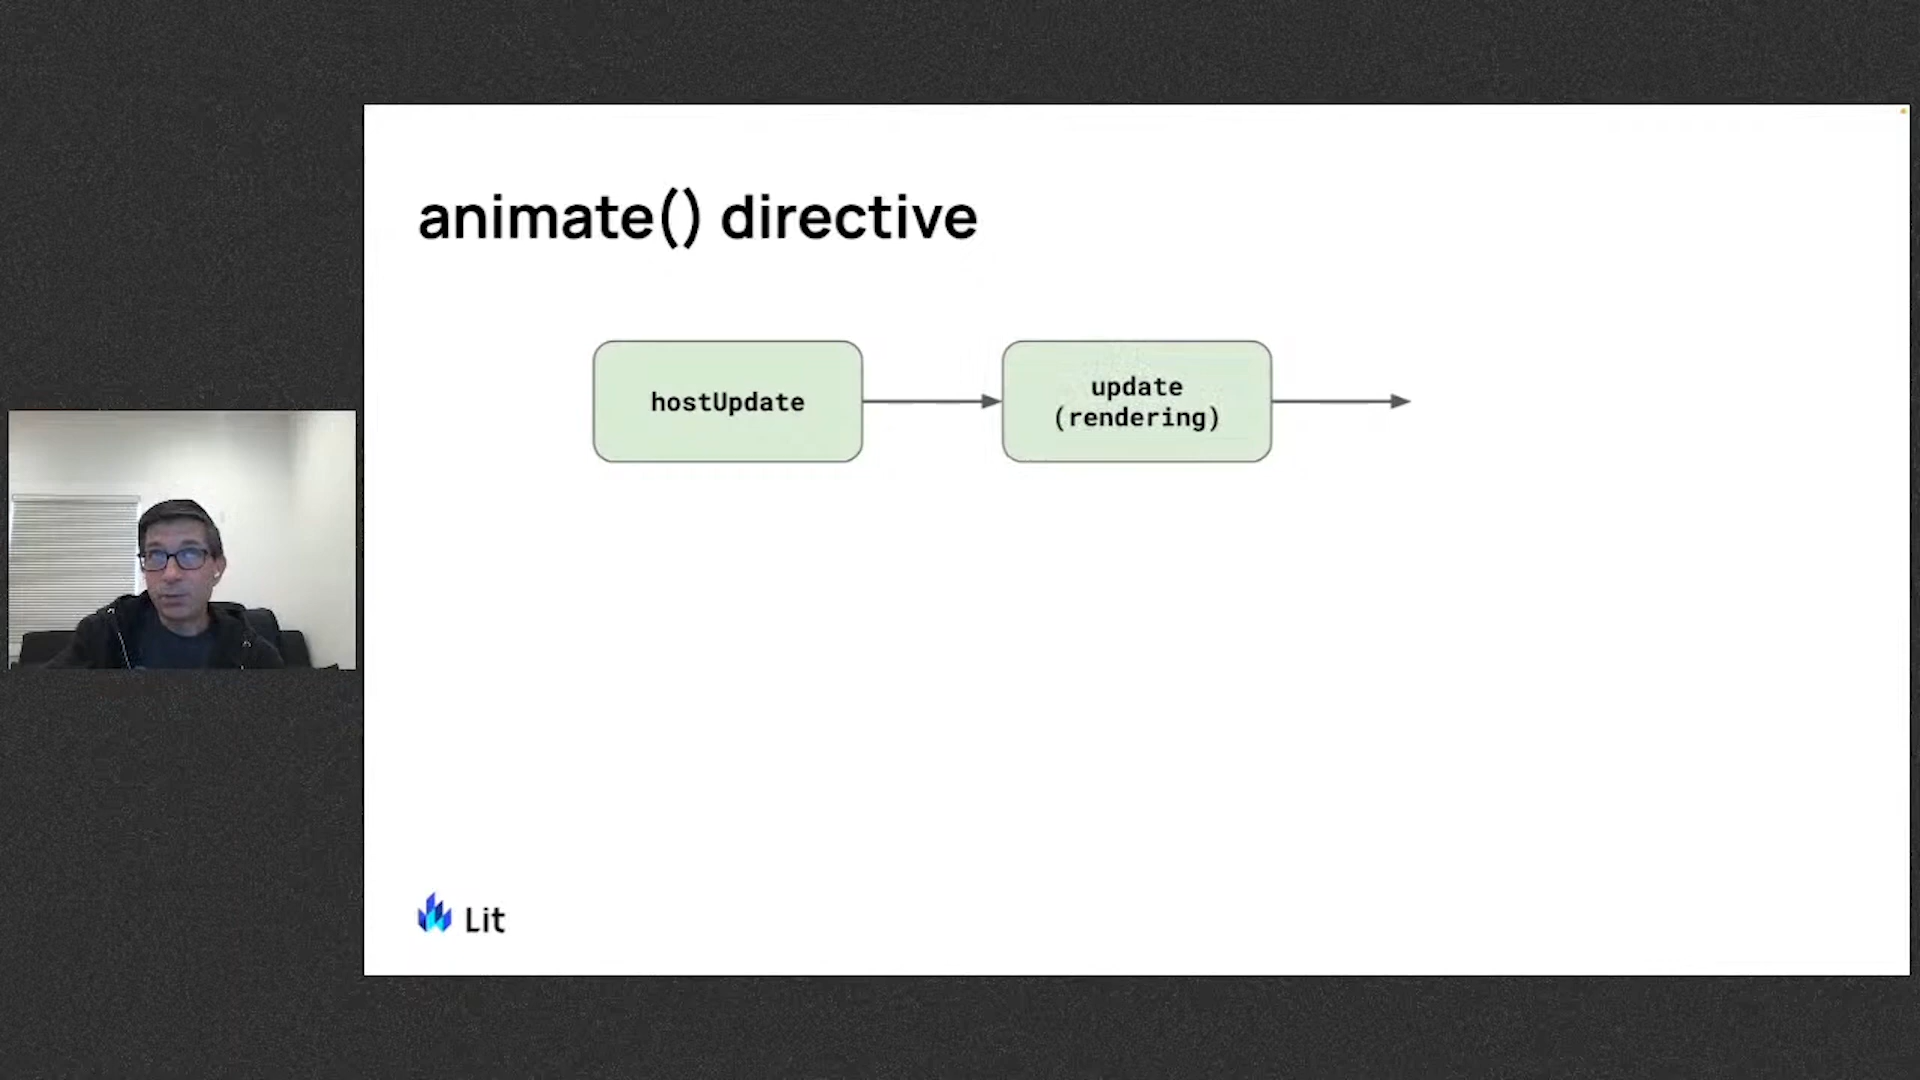 animate() directive
hostUpdate
update
(rendering)
Lit